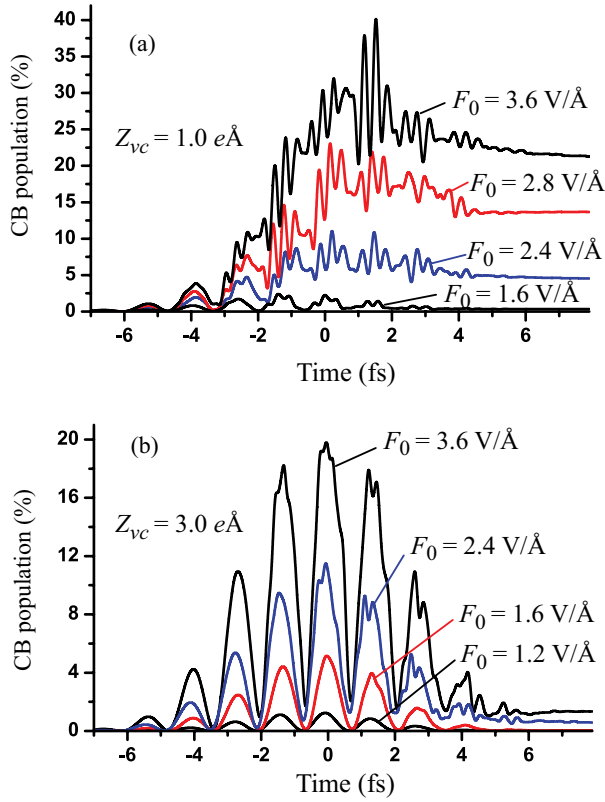 (a)
40
35
30
25
20
15
10
5
0
CB population (%)
Z_vc = 1.0 eÅ
F_0 = 3.6 V/Å
F_0 = 2.8 V/Å
F_0 = 2.4 V/Å
F_0 = 1.6 V/Å
-6 -4 -2 0 2 4 6
Time (fs)
(b)
20
16
12
8
4
0
CB population (%)
Z_vc = 3.0 eÅ
F_0 = 3.6 V/Å
F_0 = 2.4 V/Å
F_0 = 1.6 V/Å
F_0 = 1.2 V/Å
-6 -4 -2 0 2 4 6
Time (fs)